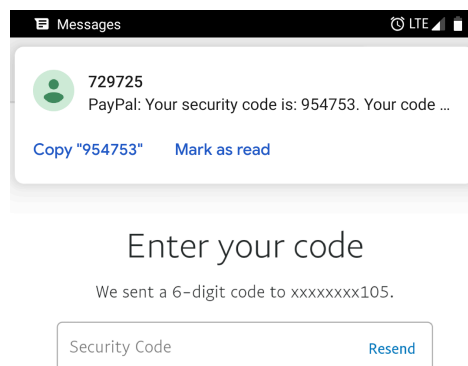 Messages
LTE
729725
PayPal: Your security code is: 954753. Your code ...
Copy "954753"
Mark as read
Enter your code
We sent a 6-digit code to xxxxxxxx105.
Security Code
Resend